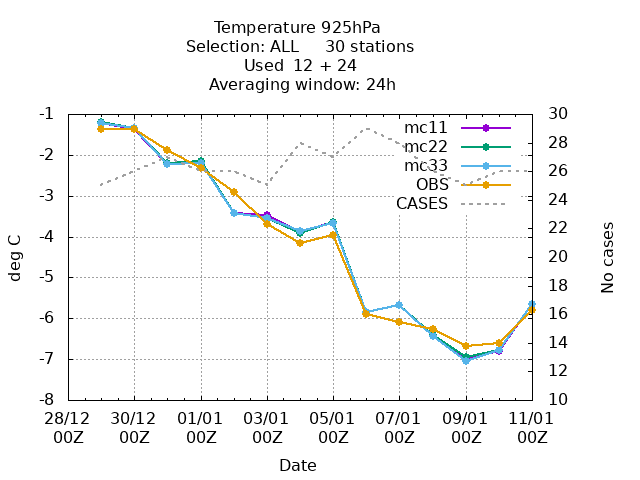 Temperature 925hPa
Selection: ALL     30 stations
Used  12 + 24
Averaging window: 24h
-1
-2
-3
-4
-5
-6
-7
-8
30
28
26
24
22
20
18
16
14
12
10
mc11
mc22
mc33
OBS
CASES
deg C
No cases
28/12 30/12 01/01 03/01 05/01 07/01 09/01 11/01
00Z 00Z 00Z 00Z 00Z 00Z 00Z 00Z
Date